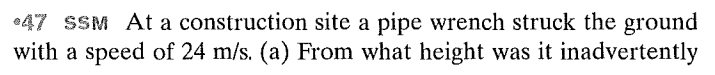 •47 SSM At a construction site a pipe wrench struck the ground
with a speed of 24 m/s. (a) From what height was it inadvertently